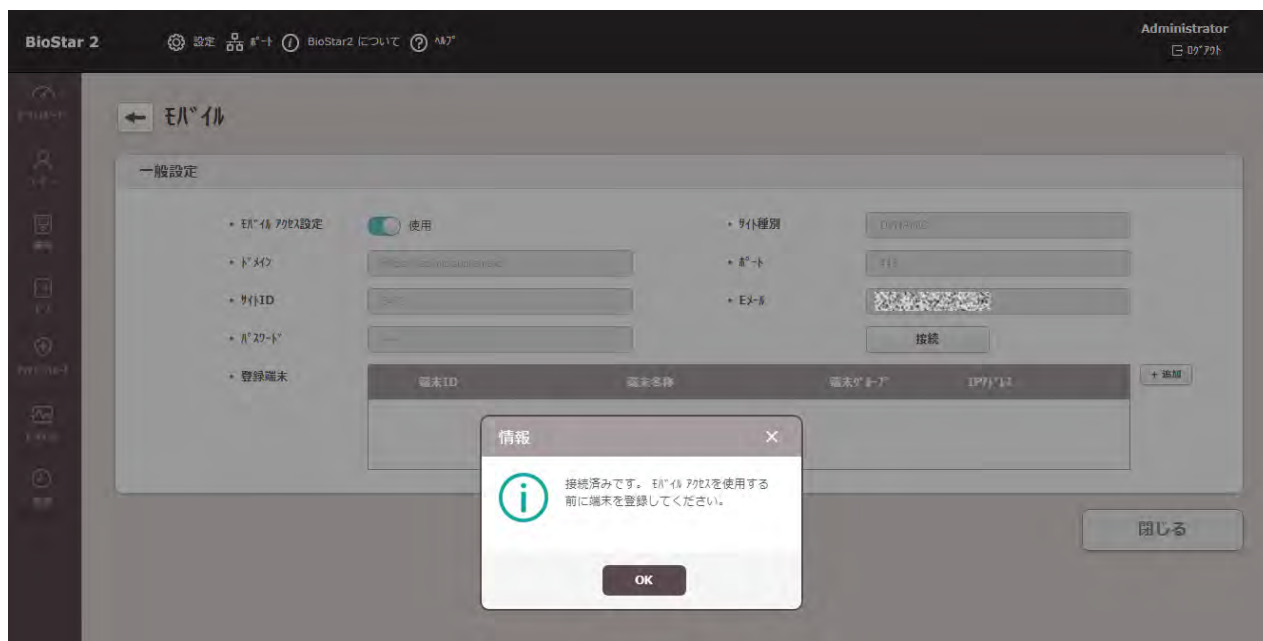 BioStar 2
設定 ﾎﾟｰﾄ BioStar2 について ﾍﾙﾌﾟ
Administrator
ﾛｸﾞｱｳﾄ
ﾓﾊﾞｲﾙ
一般設定
• ﾓﾊﾞｲﾙ ｱｸｾｽ設定 使用 • ｻｲﾄ種別
• ﾄﾞﾒｲﾝ • ﾎﾟｰﾄ
• ｻｲﾄID • Eﾒｰﾙ
• ﾊﾟｽﾜｰﾄﾞ 接続
• 登録端末 端末ID 端末名称 端末ｸﾞﾙｰﾌﾟ IPｱﾄﾞﾚｽ + 追加
情報
接続済みです。 ﾓﾊﾞｲﾙ ｱｸｾｽを使用する
前に端末を登録してください。
OK
閉じる